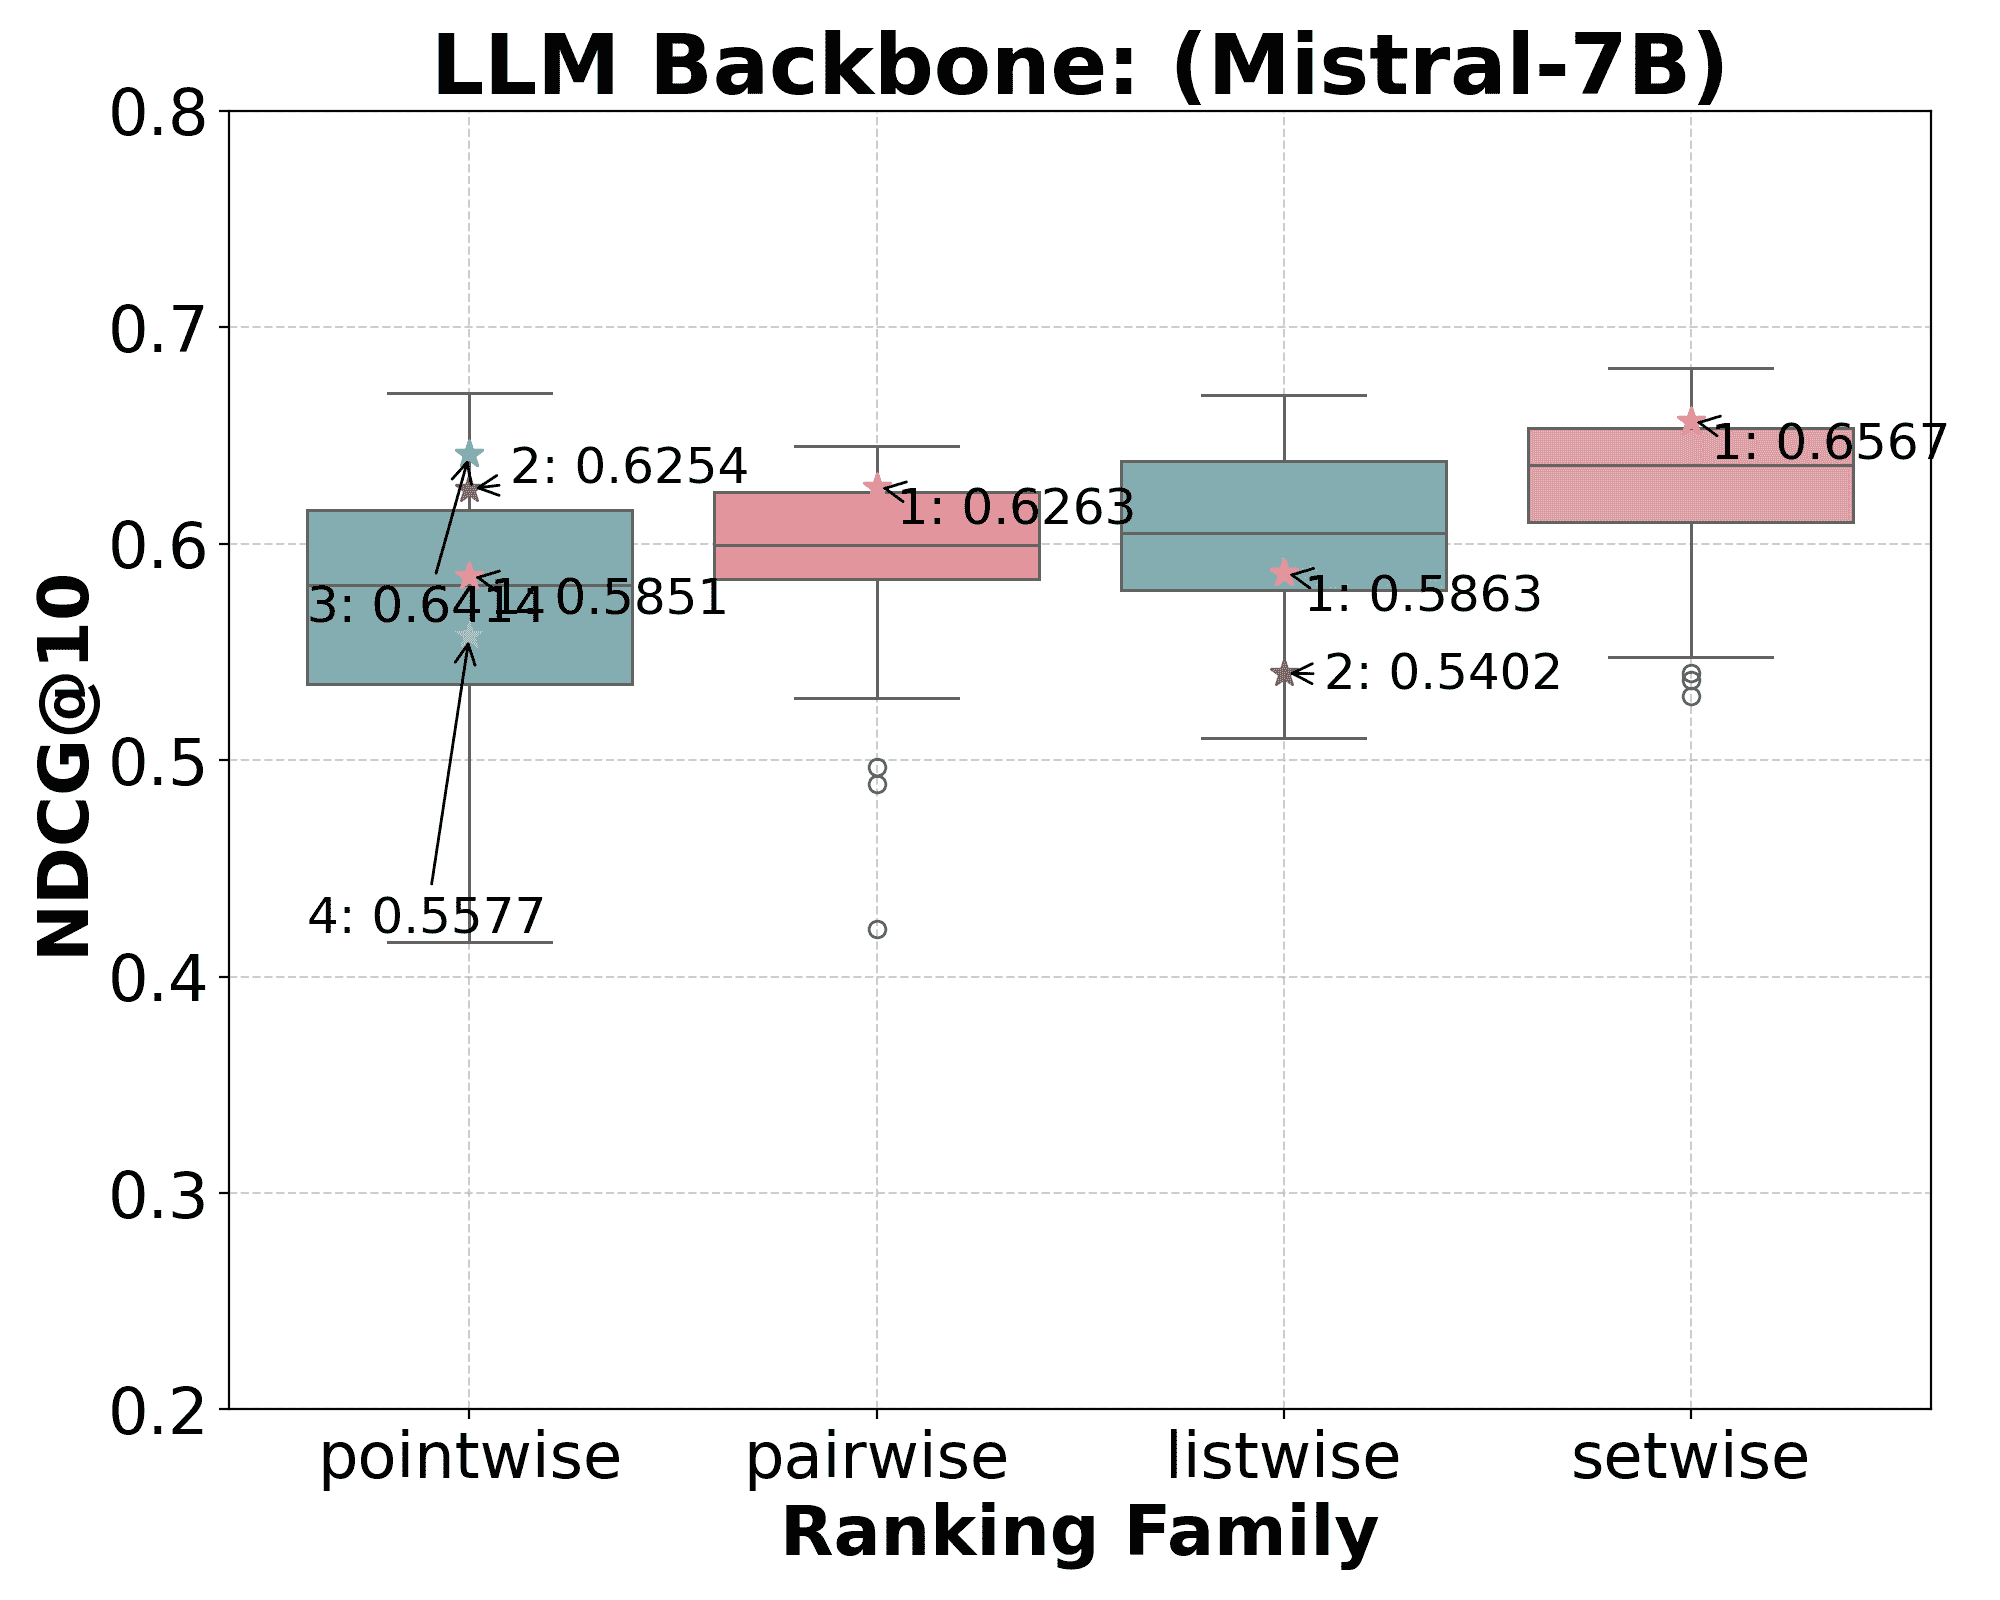 LLM Backbone: (Mistral-7B)
0.8
0.7
0.6
0.5
0.4
0.3
0.2
NDCG@10
2: 0.6254
3: 0.6414
1: 0.5851
4: 0.5577
1: 0.6263
1: 0.5863
2: 0.5402
1: 0.6567
pointwise
pairwise
listwise
setwise
Ranking Family